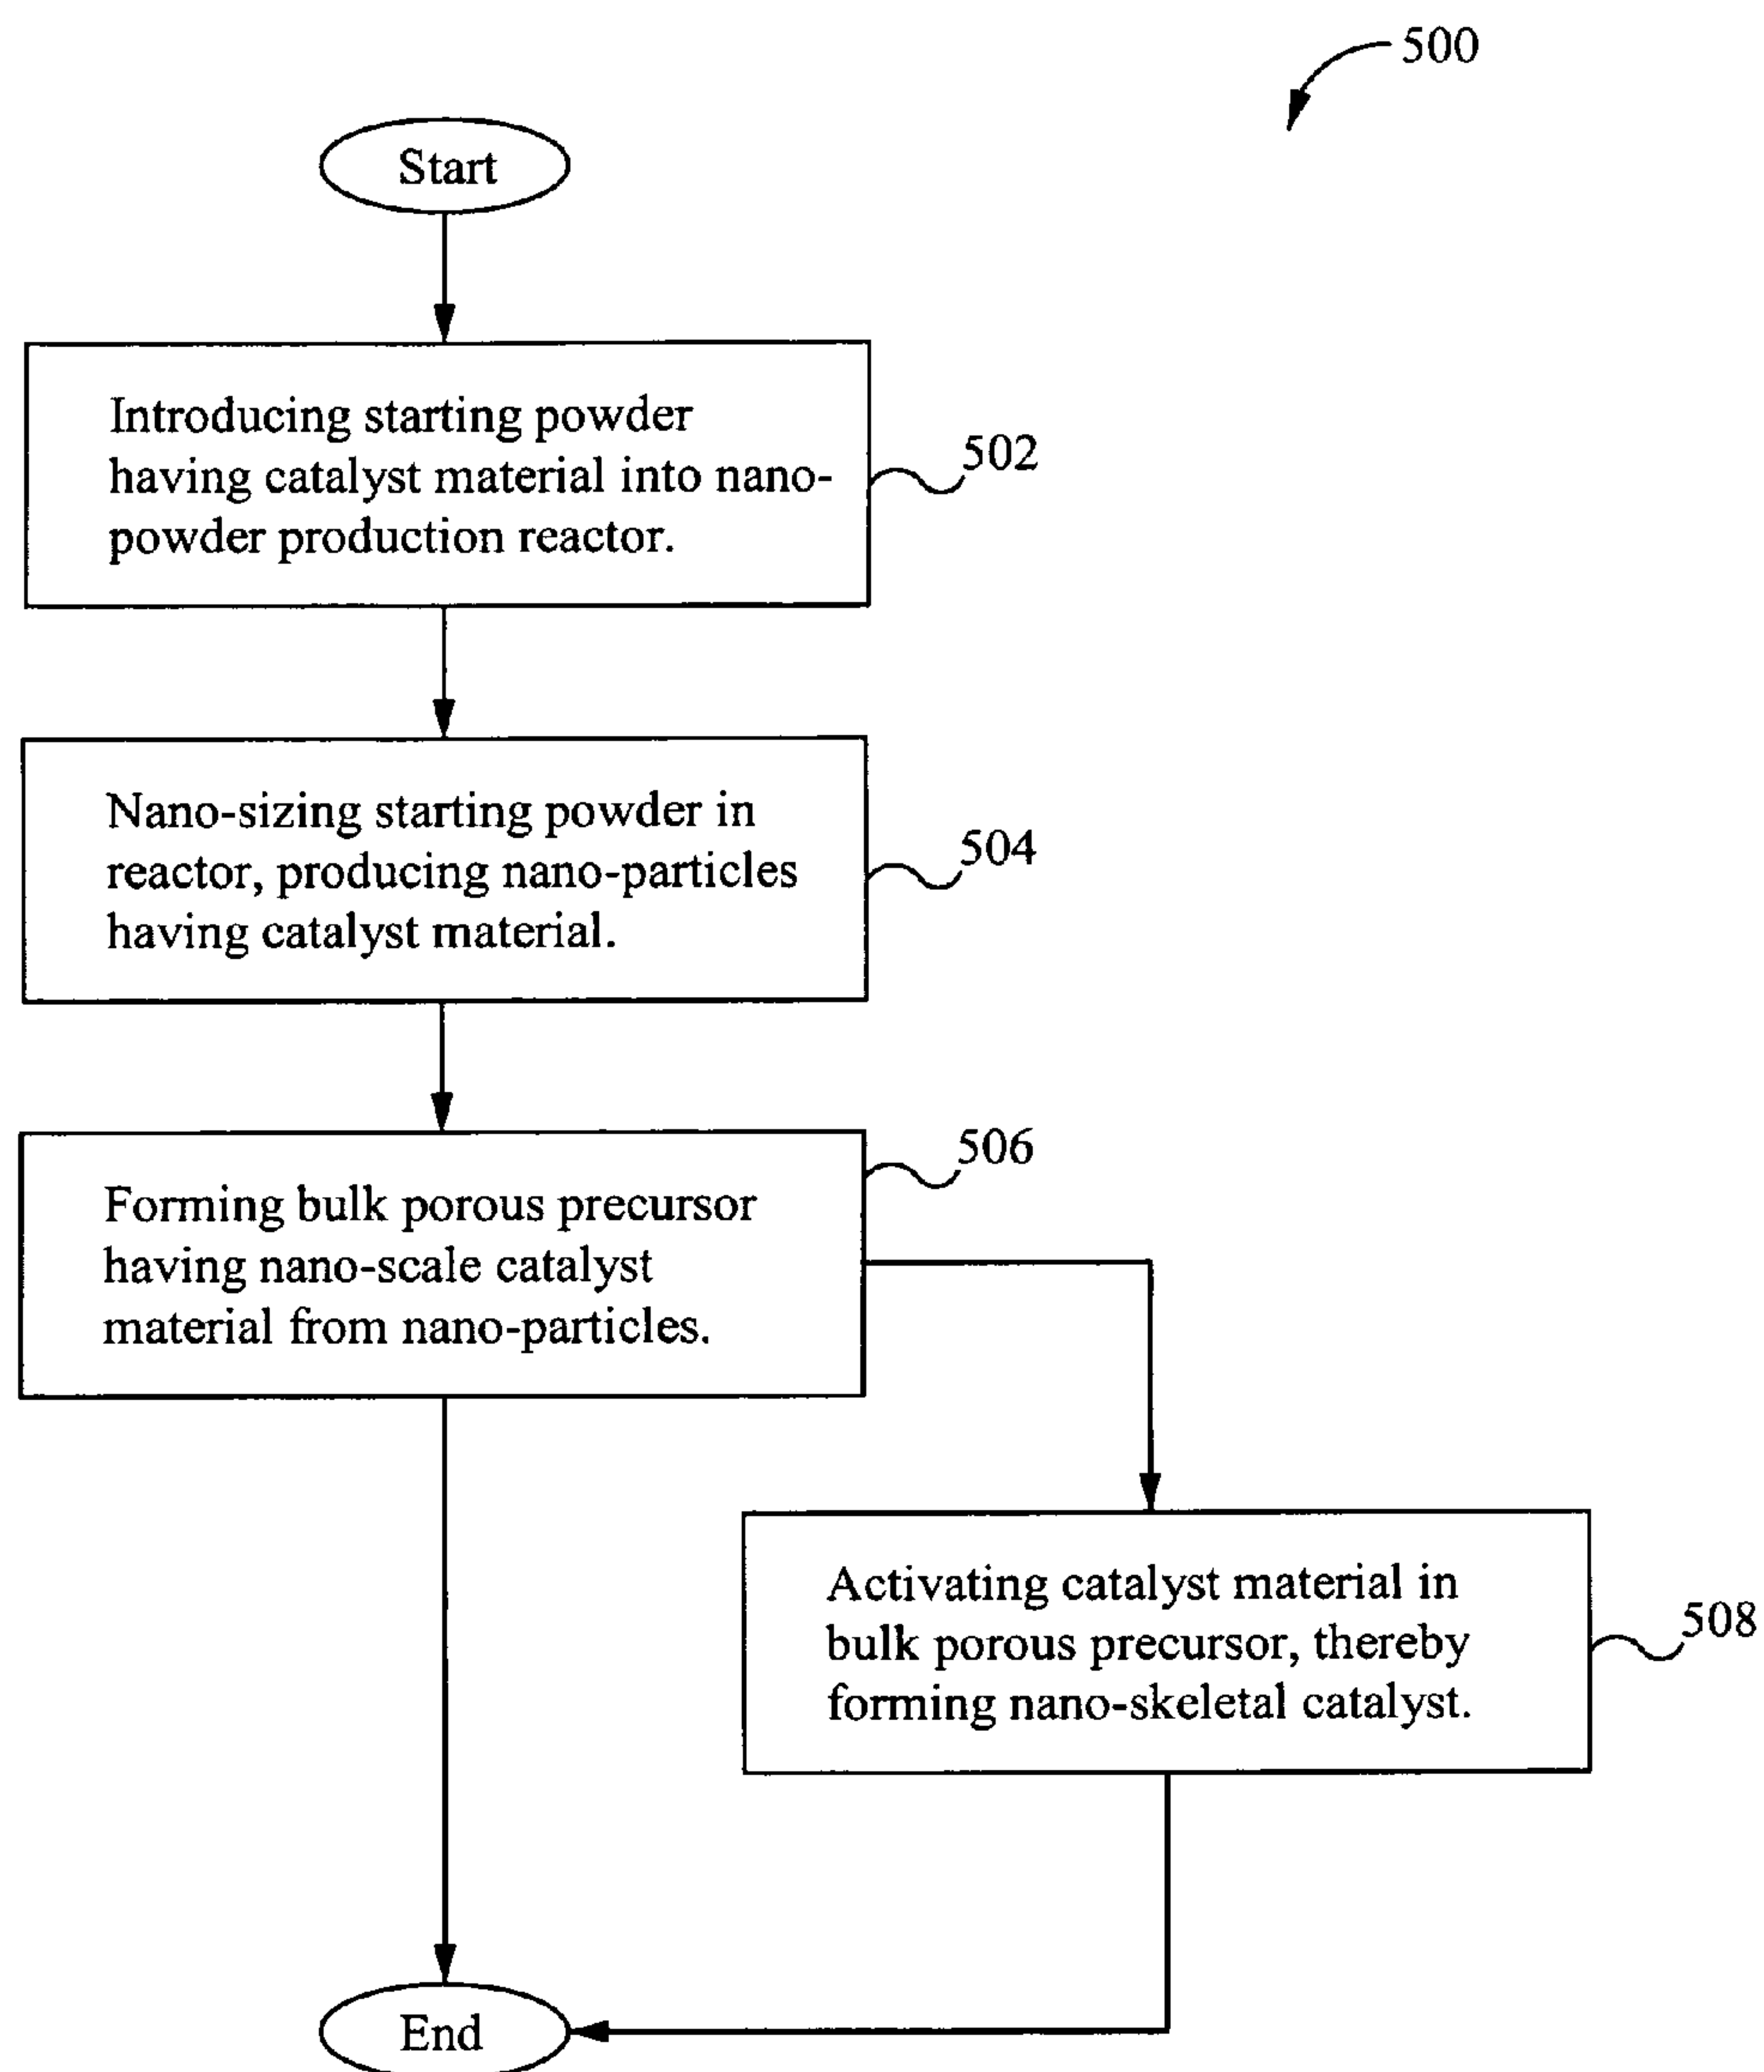 500
Start
Introducing starting powder
having catalyst material into nano-
powder production reactor.
502
Nano-sizing starting powder in
reactor, producing nano-particles
having catalyst material.
504
Forming bulk porous precursor
having nano-scale catalyst
material from nano-particles.
506
Activating catalyst material in
bulk porous precursor, thereby
forming nano-skeletal catalyst.
508
End